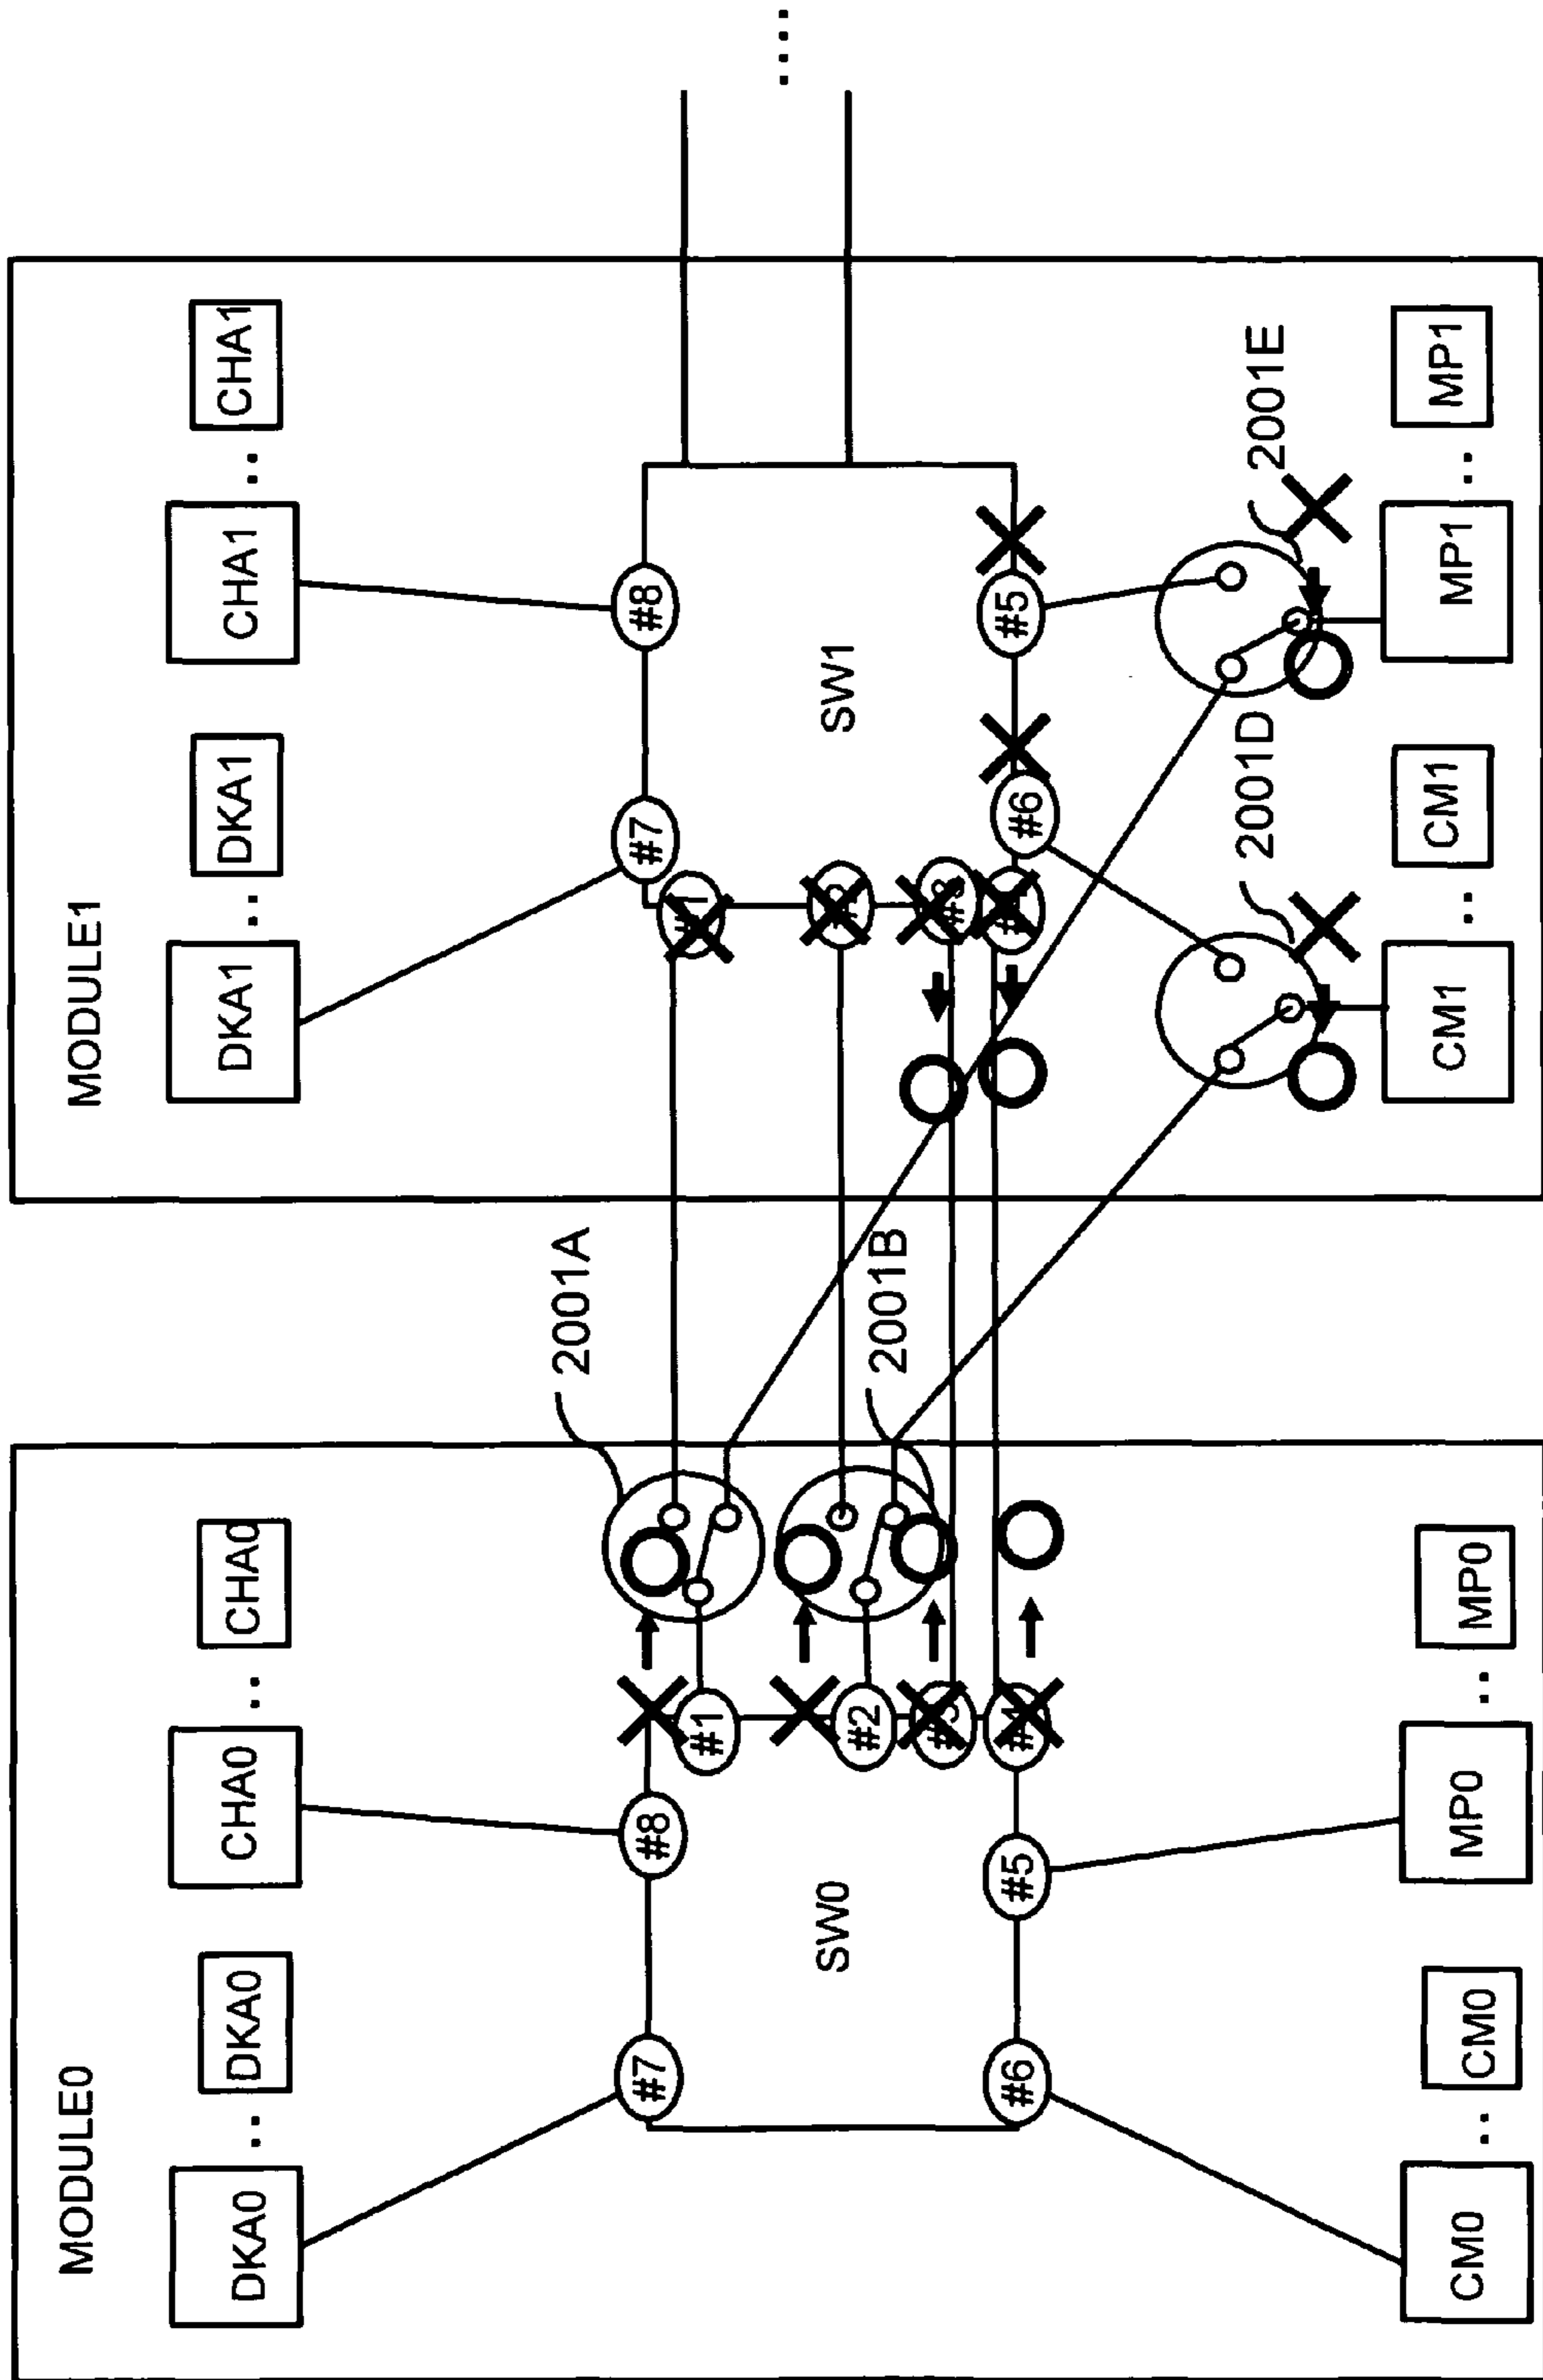 MODULE0
DKA0
..
DKA0
CHA0
..
CHA0
#7
#8
#1
#2
SW0
#6
#5
CM0
..
CM0
MP0
..
MP0
2001A
2001B
MODULE1
DKA1
..
DKA1
CHA1
..
CHA1
#7
#8
#3
SW1
#6
#5
2001D
2001E
CM1
..
CM1
MP1
..
MP1
....